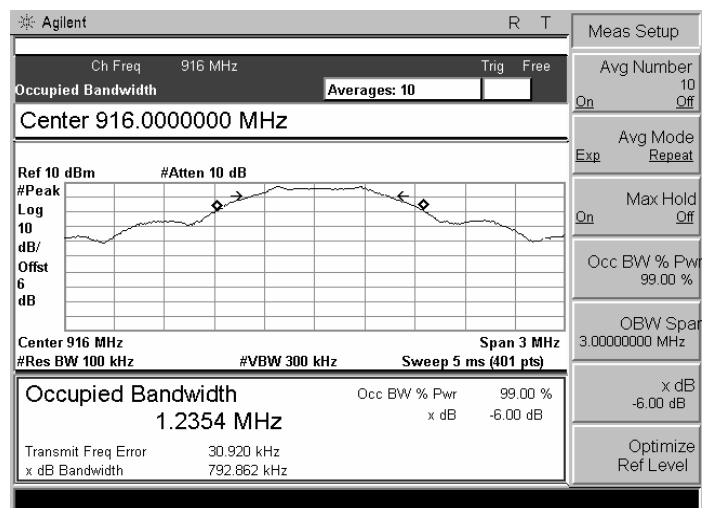 Agilent R T
Ch Freq 916 MHz Trig Free
Occupied Bandwidth Averages: 10
Center 916.0000000 MHz
Ref 10 dBm #Atten 10 dB
#Peak
Log
10
dB/
Offst
6
dB
Center 916 MHz Span 3 MHz
#Res BW 100 kHz #VBW 300 kHz Sweep 5 ms (401 pts)
Occupied Bandwidth Occ BW % Pwr 99.00 %
1.2354 MHz x dB -6.00 dB
Transmit Freq Error 30.920 kHz
x dB Bandwidth 792.862 kHz
Meas Setup
Avg Number
10
On Off
Avg Mode
Exp Repeat
Max Hold
On Off
Occ BW % Pwr
99.00 %
OBW Spar
3.00000000 MHz
x dB
-6.00 dB
Optimize
Ref Level